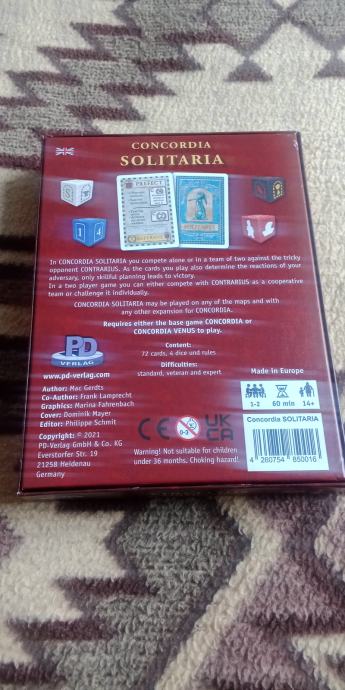 CONCORDIA
SOLITARIA
PREFECT
In CONCORDIA SOLITARIA you compete alone or in a team of two against the tricky
opponent CONTRARIUS. As the cards you play also determine the reactions of your
adversary, only skillful planning leads to victory.
In a two player game you can either compete with CONTRARIUS as a cooperative
team or challenge it individually.
CONCORDIA SOLITARIA may be played on any of the maps and with
any other expansion for CONCORDIA.
Requires either the base game CONCORDIA or
CONCORDIA VENUS to play.
PD
VERLAG
www.pd-verlag.com
Content:
72 cards, 4 dice und rules
Difficulties:
standard, veteran and expert
Made in Europe
Author: Mac Gerdts
Co-Author: Frank Lamprecht
Graphics: Marina Fahrenbach
Cover: Dominik Mayer
Editor: Philippe Schmit
1-2 60 min 14+
Copyright: © 2021
PD-Verlag GmbH & Co. KG
Everstorfer Str. 19
21258 Heidenau
Germany
CE 0-3 UK
CA
Warning! Not suitable for children
under 36 months. Choking hazard!
Concordia SOLITARIA
4 260754 850016